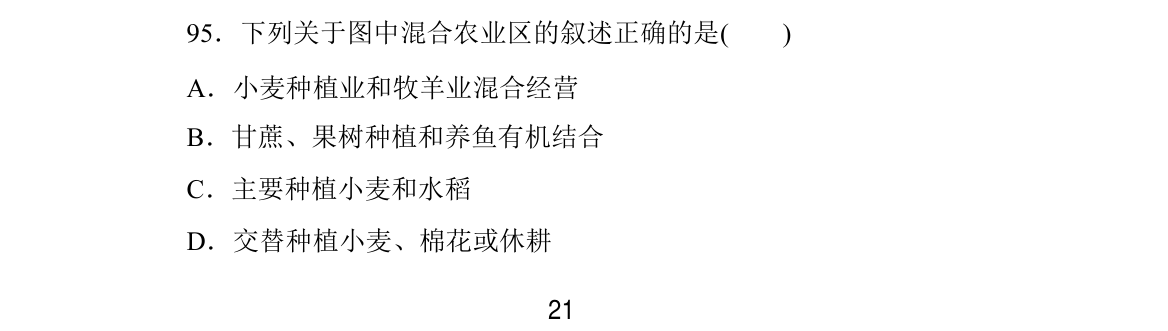 95．下列关于图中混合农业区的叙述正确的是(　　)
A．小麦种植业和牧羊业混合经营
B．甘蔗、果树种植和养鱼有机结合
C．主要种植小麦和水稻
D．交替种植小麦、棉花或休耕
21